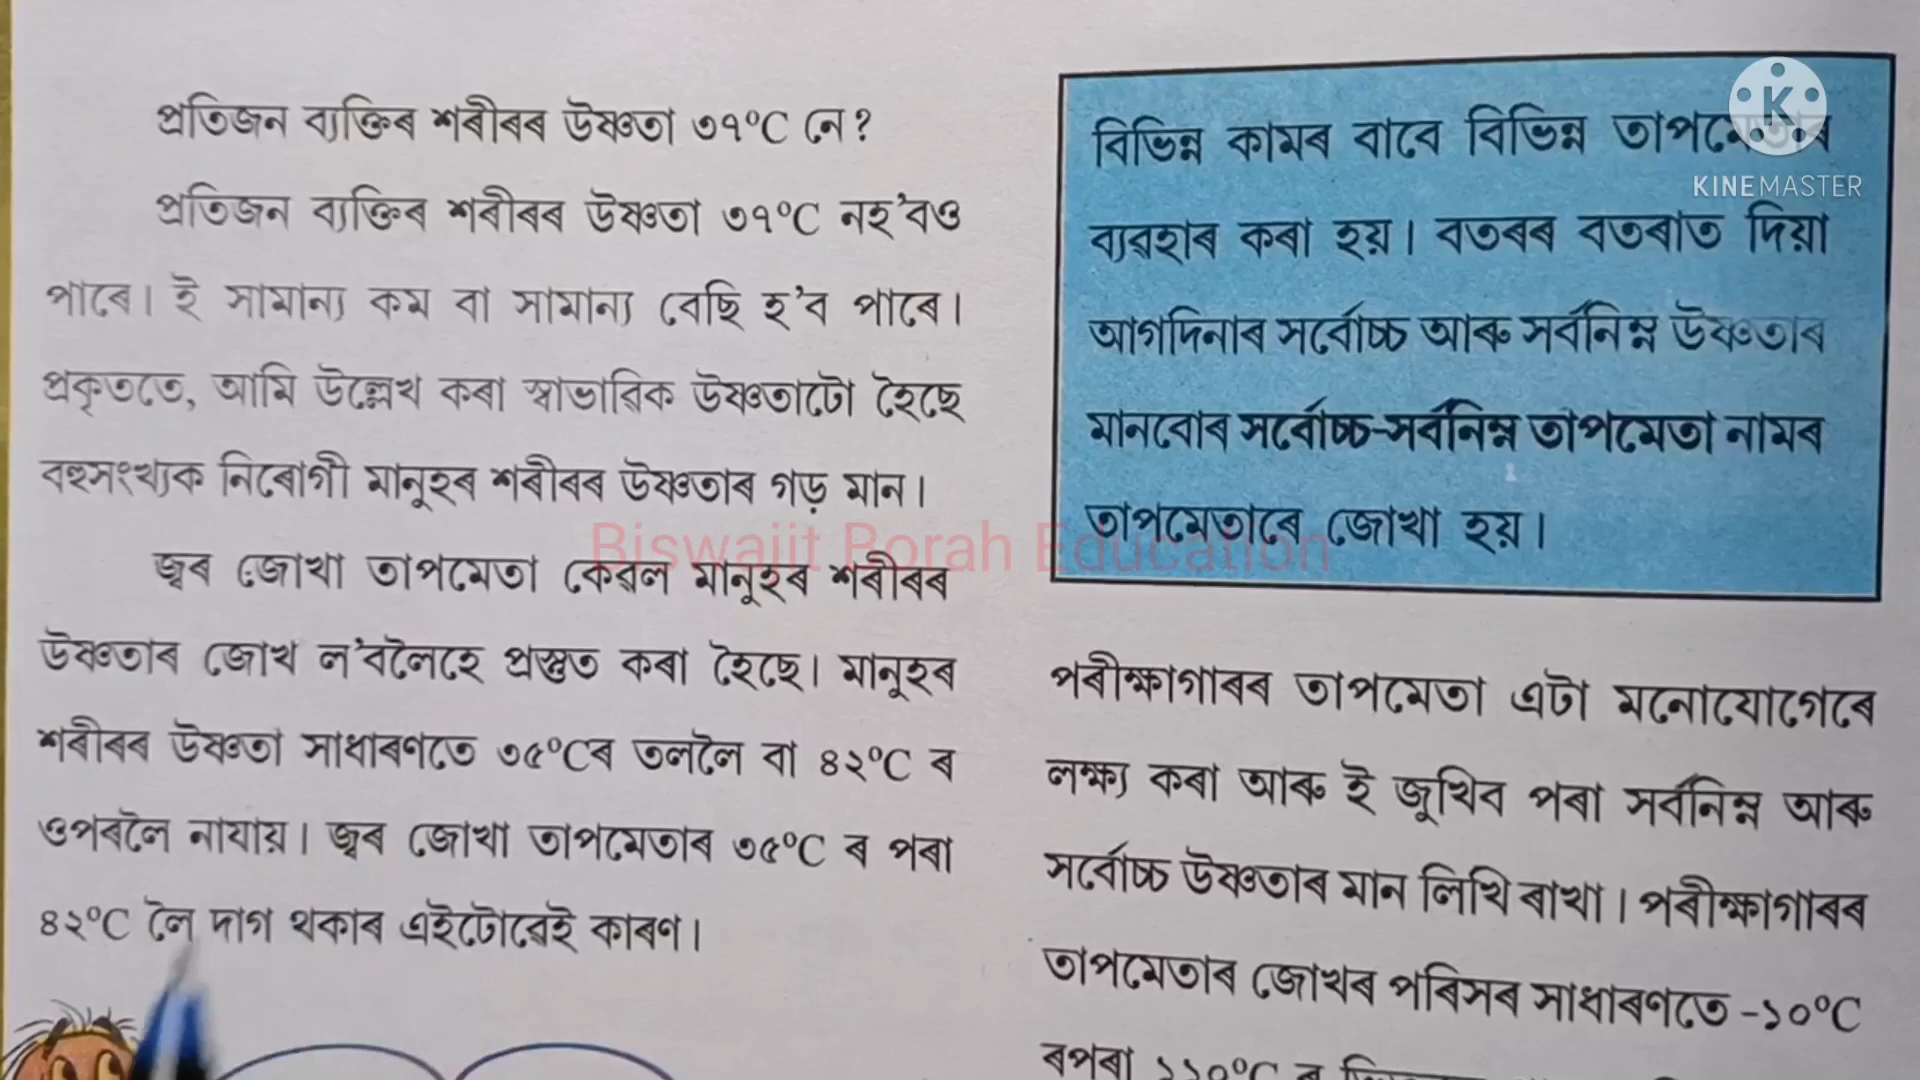 প্ৰতিজন ব্যক্তিৰ শৰীৰৰ উষ্ণতা ৩৭°C নে?
প্ৰতিজন ব্যক্তিৰ শৰীৰৰ উষ্ণতা ৩৭°C নহ'বও
পাৰে। ই সামান্য কম বা সামান্য বেছি হ'ব পাৰে।
প্ৰকৃততে, আমি উল্লেখ কৰা স্বাভাৱিক উষ্ণতাটো হৈছে
বহুসংখ্যক নিৰোগী মানুহৰ শৰীৰৰ উষ্ণতাৰ গড় মান।
জ্বৰ জোখা তাপমেতা কেৱল মানুহৰ শৰীৰৰ
উষ্ণতাৰ জোখ ল'বলৈহে প্ৰস্তুত কৰা হৈছে। মানুহৰ
শৰীৰৰ উষ্ণতা সাধাৰণতে ৩৫°Cৰ তললৈ বা ৪২°C ৰ
ওপৰলৈ নাযায়। জ্বৰ জোখা তাপমেতাৰ ৩৫°C ৰ পৰা
৪২°C লৈ দাগ থকাৰ এইটোৱেই কাৰণ।
বিভিন্ন কামৰ বাবে বিভিন্ন তাপমেতাৰ
ব্যৱহাৰ কৰা হয়। বতৰৰ বতৰাত দিয়া
আগদিনাৰ সৰ্বোচ্চ আৰু সৰ্বনিম্ন উষ্ণতাৰ
মানবোৰ সৰ্বোচ্চ-সৰ্বনিম্ন তাপমেতা নামৰ
তাপমেতাৰে জোখা হয়।
পৰীক্ষাগাৰৰ তাপমেতা এটা মনোযোগেৰে
লক্ষ্য কৰা আৰু ই জুখিব পৰা সৰ্বনিম্ন আৰু
সৰ্বোচ্চ উষ্ণতাৰ মান লিখি ৰাখা। পৰীক্ষাগাৰৰ
তাপমেতাৰ জোখৰ পৰিসৰ সাধাৰণতে -১০°C
ৰপৰা ১১০°C ৰ
KINEMASTER
Biswajit Borah Education